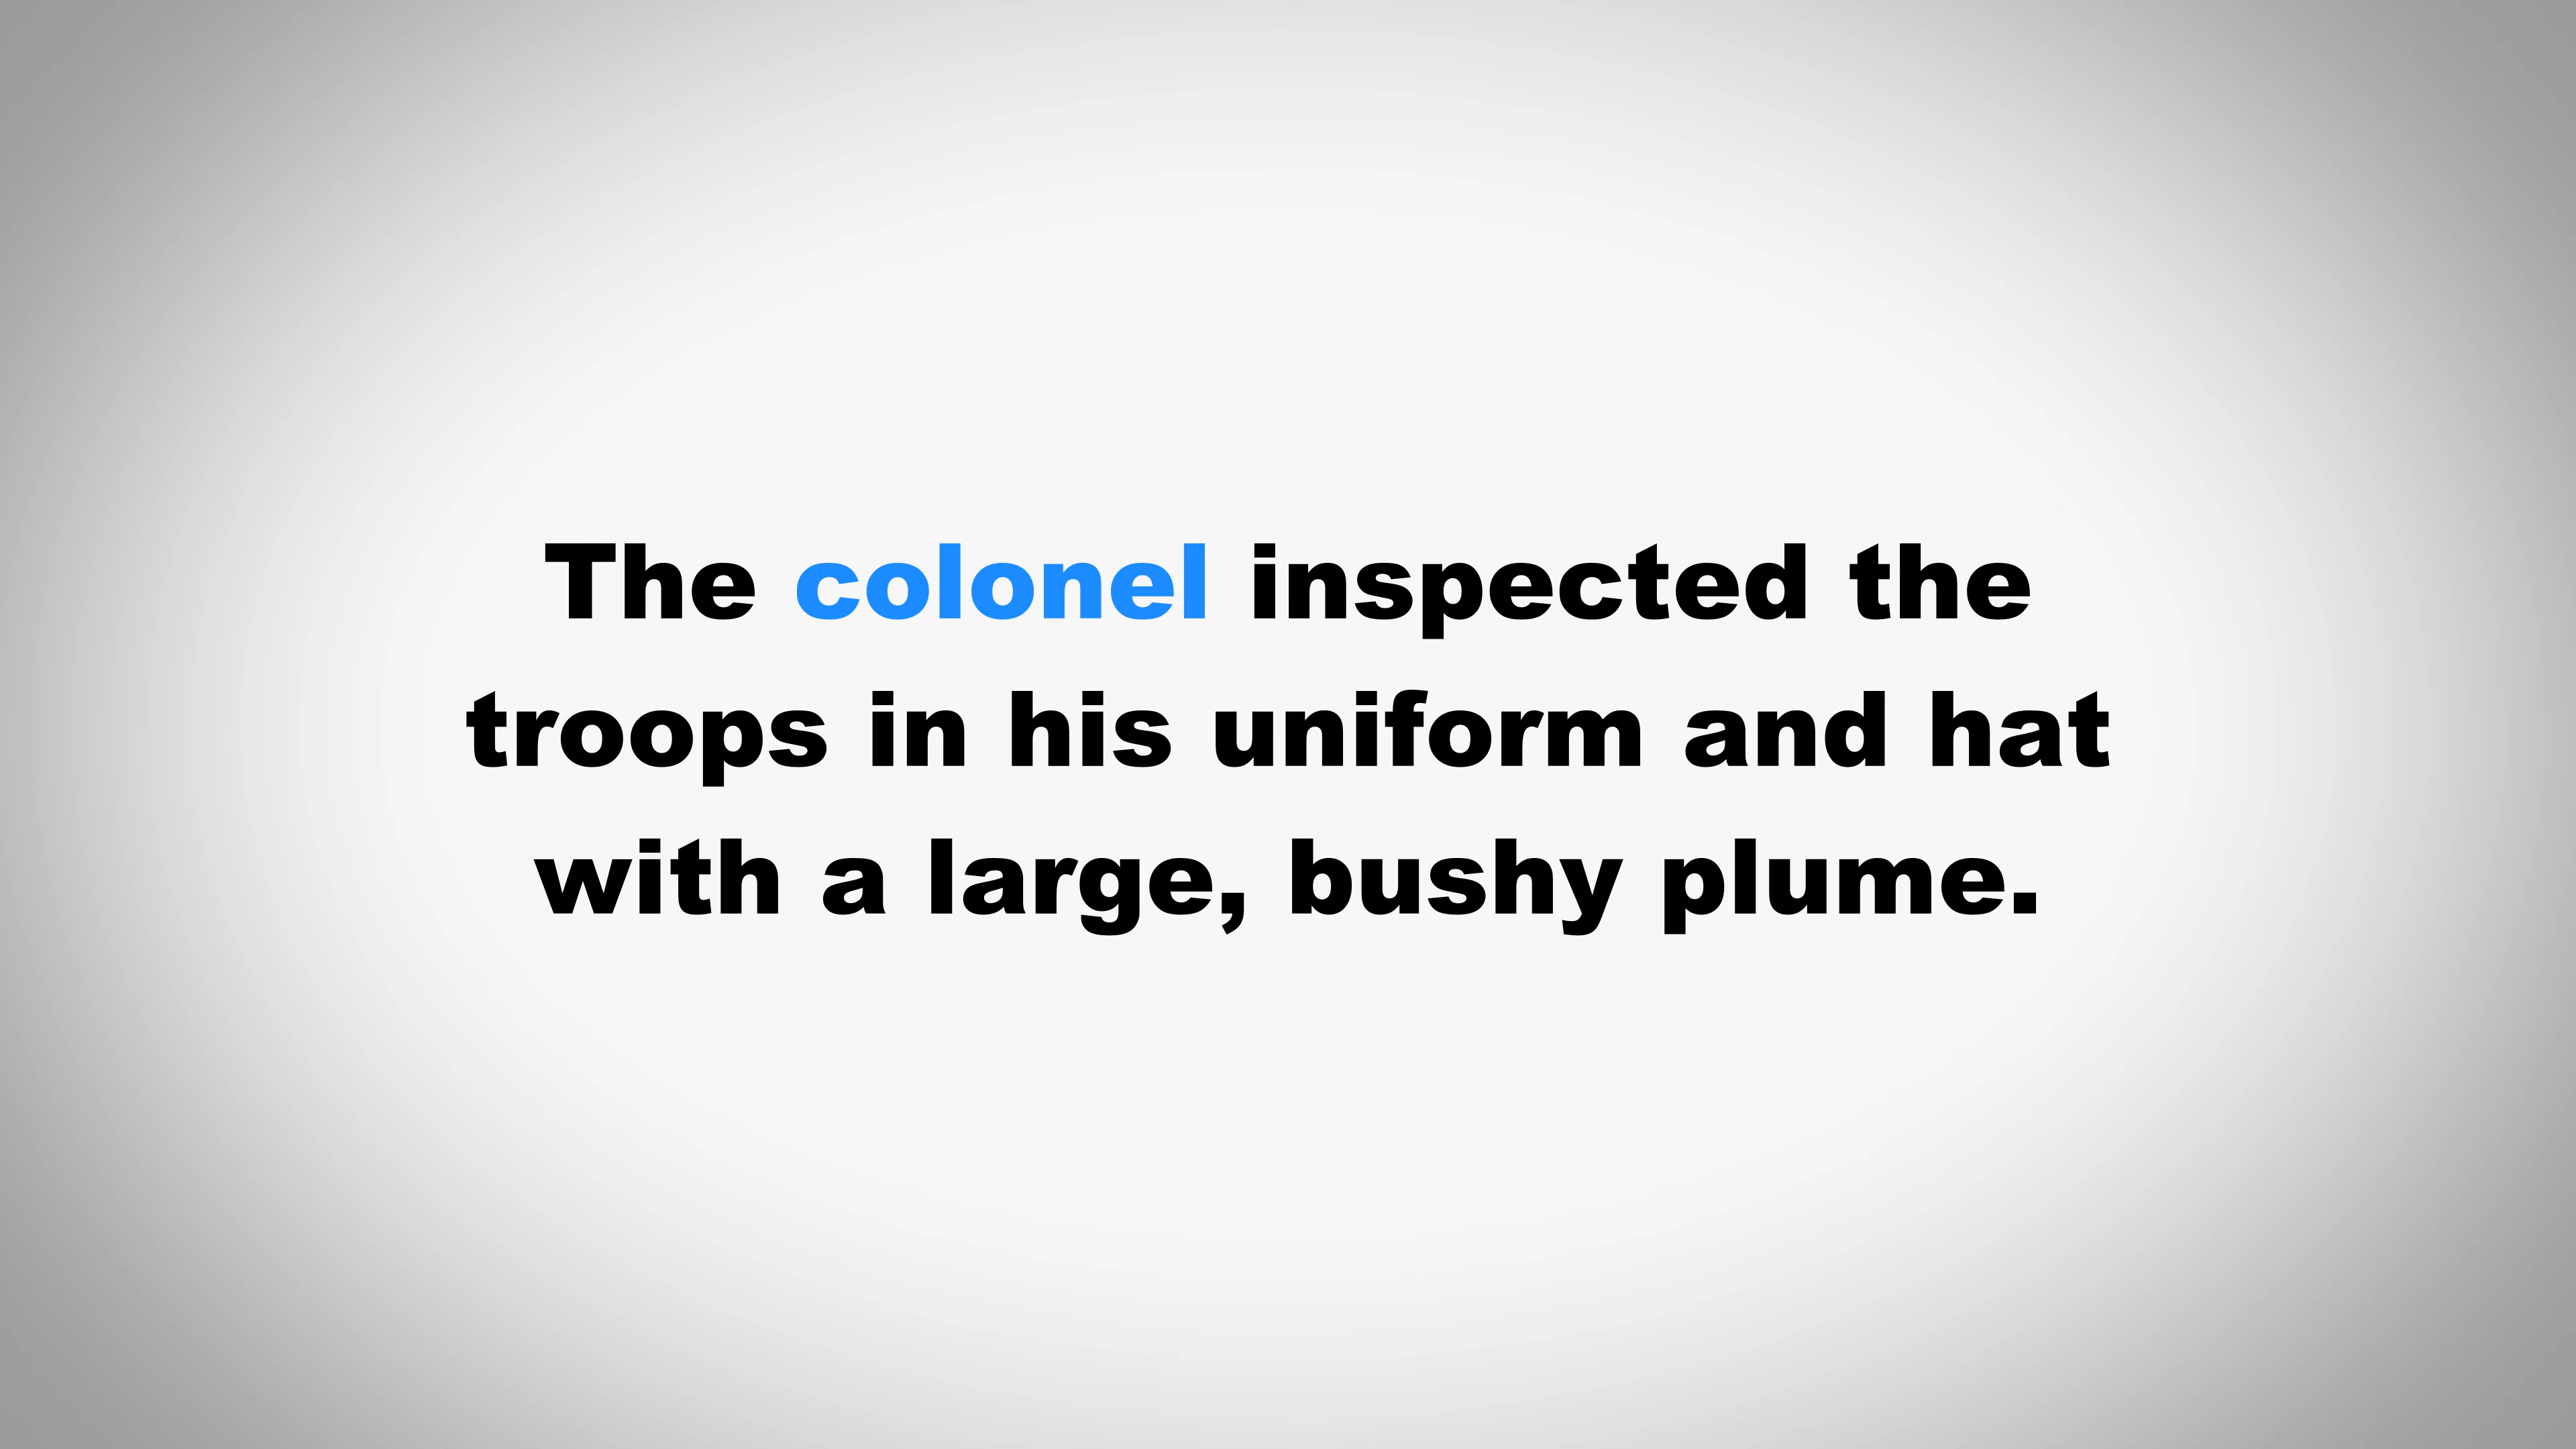 The colonel inspected the
troops in his uniform and hat
with a large, bushy plume.